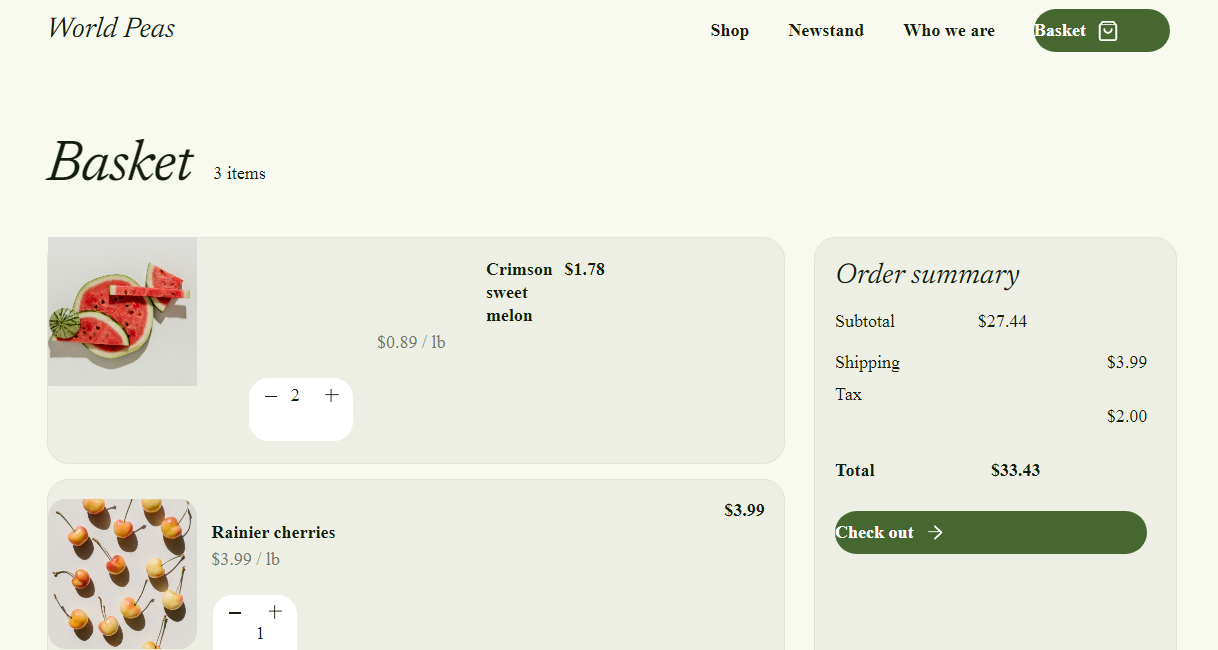 World Peas
Shop
Newstand
Who we are
Basket
Basket
3 items
Crimson
sweet
melon
$1.78
$0.89 / lb
2
$3.99
Rainier cherries
$3.99 / lb
1
Order summary
Subtotal $27.44
Shipping $3.99
Tax
$2.00
Total $33.43
Check out